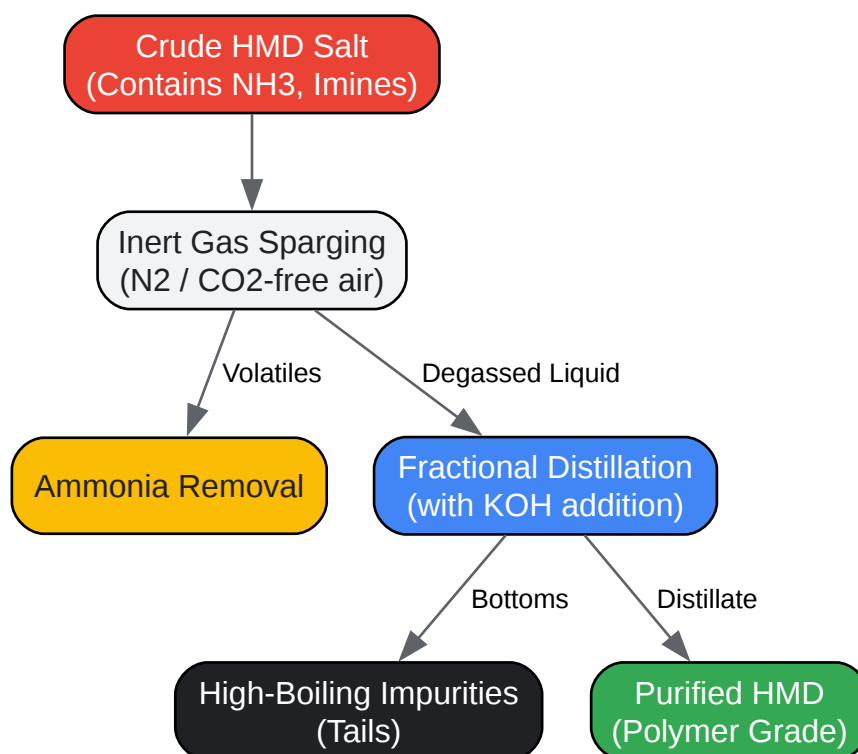 Crude HMD Salt
(Contains NH3, Imines)
Inert Gas Sparging
(N2 / CO2-free air)
Volatiles
Degassed Liquid
Ammonia Removal
Fractional Distillation
(with KOH addition)
Bottoms
Distillate
High-Boiling Impurities
(Tails)
Purified HMD
(Polymer Grade)